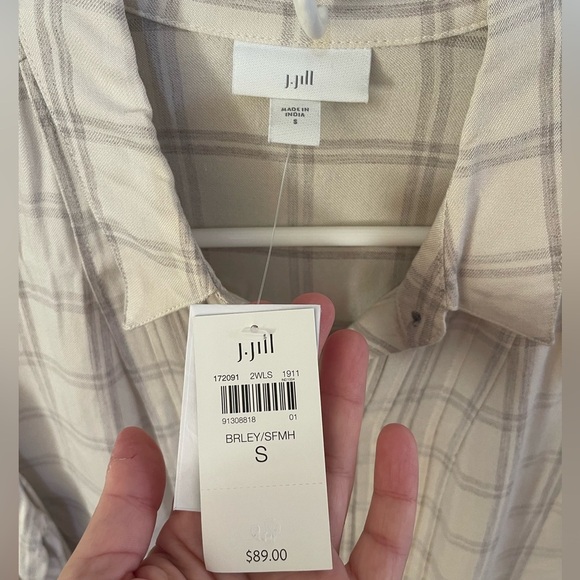 J.Jill
MADE IN
INDIA
S
J.Jill
172091 2WLS 1911
91308818 01
BRLEY/SFMH
S
$89.00